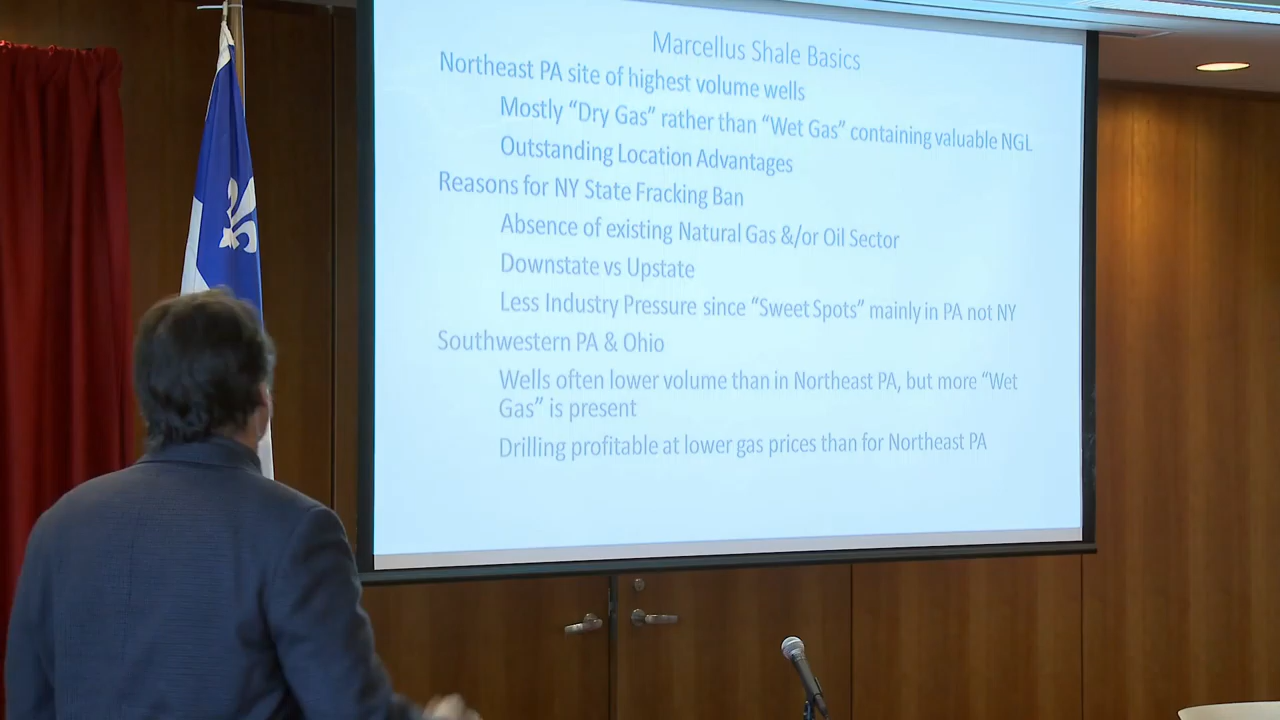 Marcellus Shale Basics
Northeast PA site of highest volume wells
Mostly “Dry Gas” rather than “Wet Gas” containing valuable NGL
Outstanding Location Advantages
Reasons for NY State Fracking Ban
Absence of existing Natural Gas &/or Oil Sector
Downstate vs Upstate
Less Industry Pressure since “Sweet Spots” mainly in PA not NY
Southwestern PA & Ohio
Wells often lower volume than in Northeast PA, but more “Wet
Gas” is present
Drilling profitable at lower gas prices than for Northeast PA